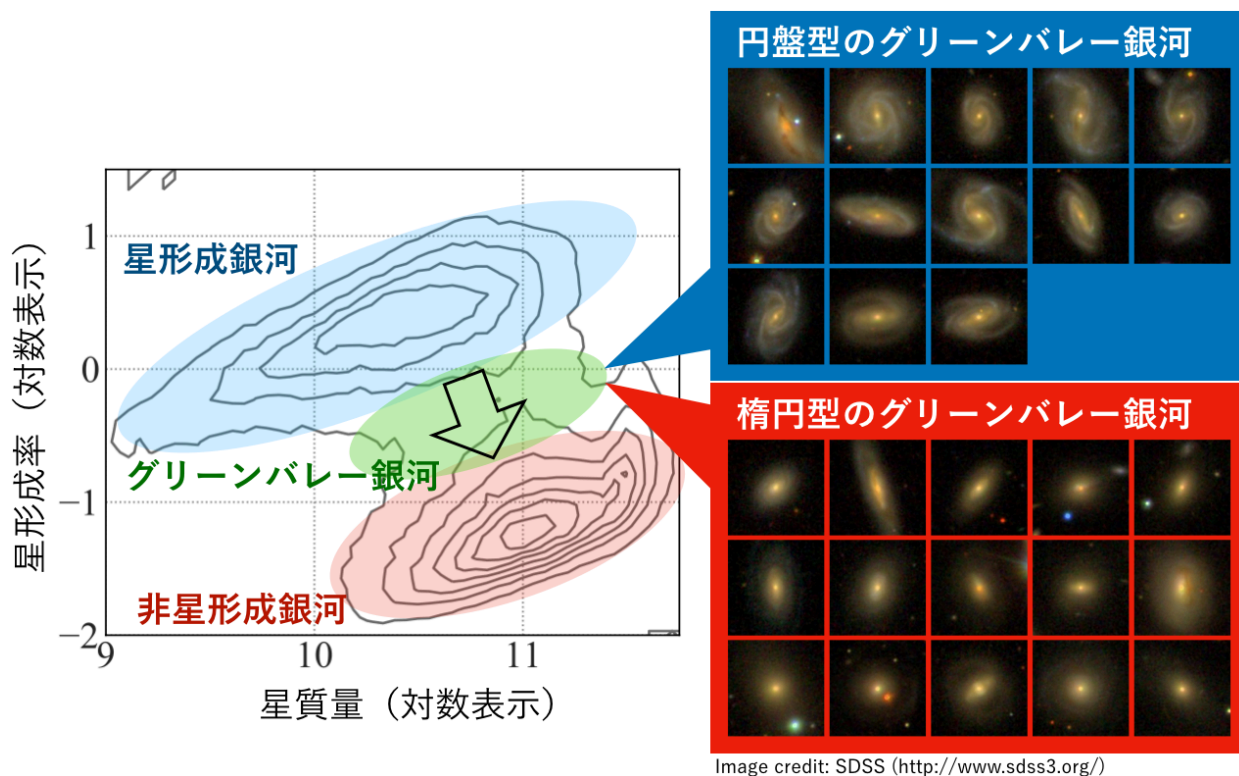 円盤型のグリーンバレー銀河
星形成率（対数表示）
1
0
−1
−2
星形成銀河
グリーンバレー銀河
非星形成銀河
9
10
11
星質量（対数表示）
楕円型のグリーンバレー銀河
Image credit: SDSS (http://www.sdss3.org/)